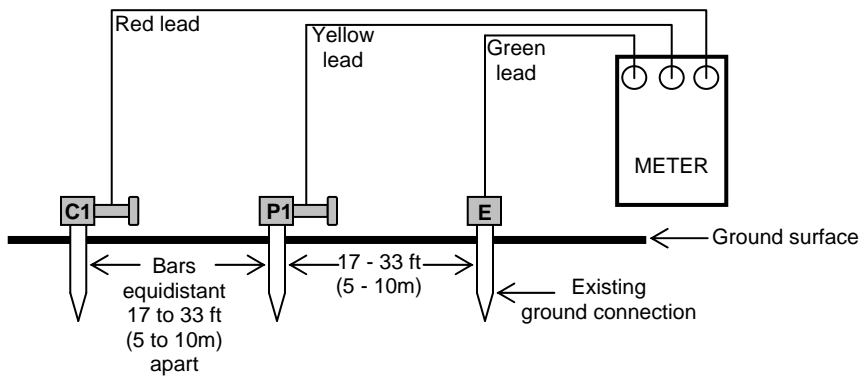 Red lead
Yellow
lead
Green
lead
METER
C1
P1
E
Ground surface
Bars
equidistant
17 to 33 ft
(5 to 10m)
apart
17 - 33 ft
(5 - 10m)
Existing
ground connection